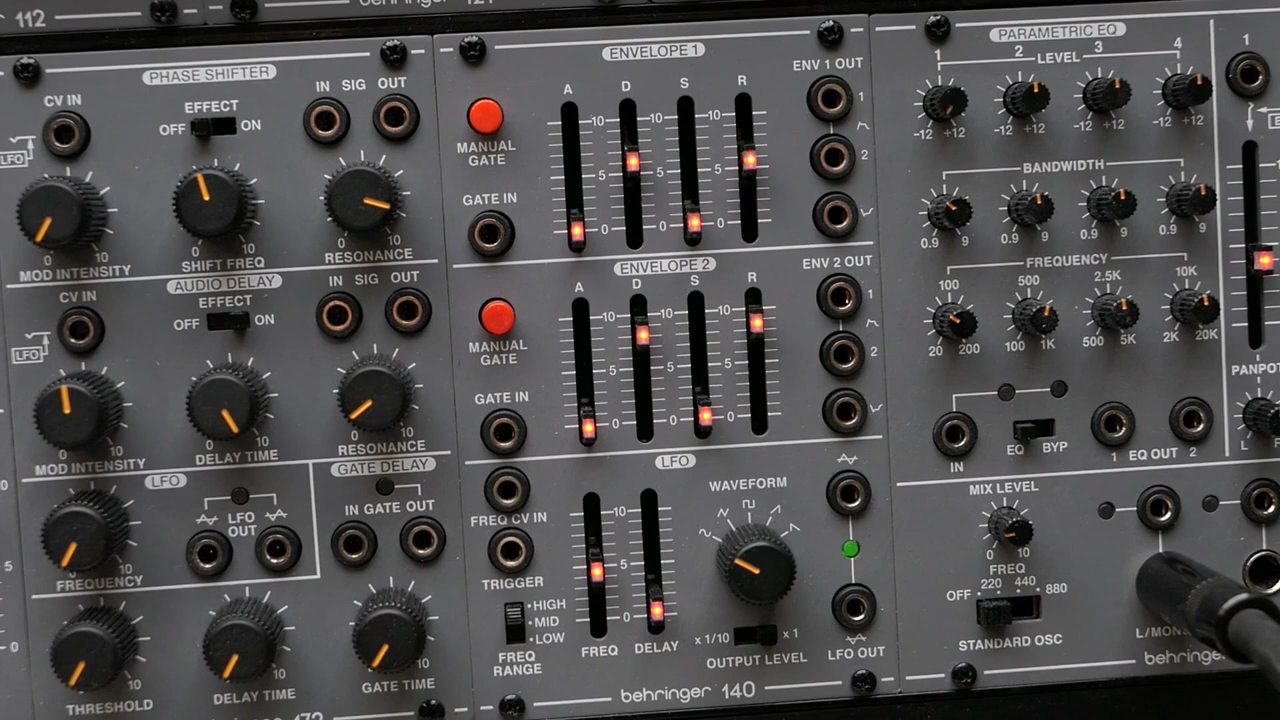 112
behringer 121
PHASE SHIFTER
CV IN
EFFECT
OFF ON
IN SIG OUT
LFO
0 10
MOD INTENSITY
0 10
SHIFT FREQ
0 10
RESONANCE
AUDIO DELAY
CV IN
EFFECT
OFF ON
IN SIG OUT
LFO
0 10
MOD INTENSITY
0 10
DELAY TIME
0 10
RESONANCE
LFO
LFO
OUT
0 10
FREQUENCY
GATE DELAY
IN GATE OUT
10
THRESHOLD
0 10
DELAY TIME
0 10
GATE TIME
ENVELOPE 1
A D S R
MANUAL
GATE
GATE IN
10 10
5 5
0 0
ENV 1 OUT
1
2
ENVELOPE 2
A D S R
MANUAL
GATE
GATE IN
10 10
5 5
0 0
ENV 2 OUT
1
2
LFO
FREQ CV IN
TRIGGER
HIGH
MID
LOW
FREQ
RANGE
10
5
0
FREQ DELAY
WAVEFORM
x 1/10 x 1
OUTPUT LEVEL
LFO OUT
behringer 140
PARAMETRIC EQ
1 2 3 4
LEVEL
-12 +12 -12 +12 -12 +12 -12 +12
BANDWIDTH
0.9 9 0.9 9 0.9 9 0.9 9
FREQUENCY
100 500 2.5K 10K
20 200 100 1K 500 5K 2K 20K
IN
EQ BYP
1 EQ OUT 2
MIX LEVEL
0 10
FREQ
OFF 220 440 880
STANDARD OSC
1
PANPOT
L
L/MONO
behringer
5
0